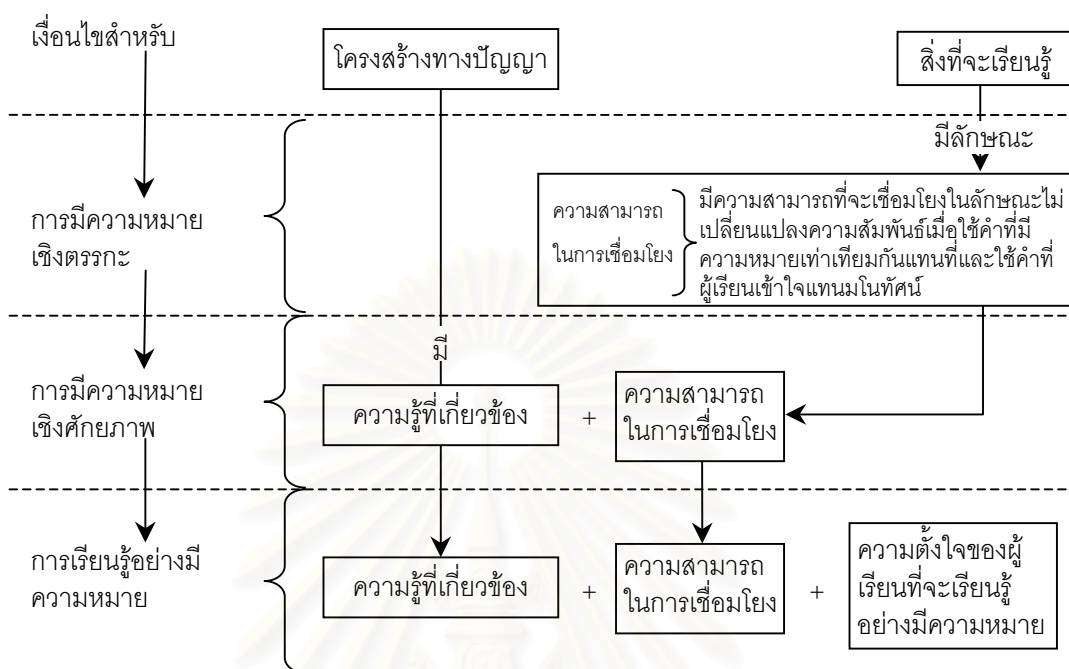 เงื่อนไขสำหรับ
โครงสร้างทางปัญญา
สิ่งที่จะเรียนรู้
มีลักษณะ
การมีความหมาย
เชิงตรรกะ
ความสามารถ
ในการเชื่อมโยง
มีความสามารถที่จะเชื่อมโยงในลักษณะไม่
เปลี่ยนแปลงความสัมพันธ์เมื่อใช้คำที่มี
ความหมายเท่าเทียมกันแทนที่และใช้คำที่
ผู้เรียนเข้าใจแทนมโนทัศน์
มี
การมีความหมาย
เชิงศักยภาพ
ความรู้ที่เกี่ยวข้อง
+
ความสามารถ
ในการเชื่อมโยง
การเรียนรู้อย่างมี
ความหมาย
ความรู้ที่เกี่ยวข้อง
+
ความสามารถ
ในการเชื่อมโยง
+
ความตั้งใจของผู้
เรียนที่จะเรียนรู้
อย่างมีความหมาย